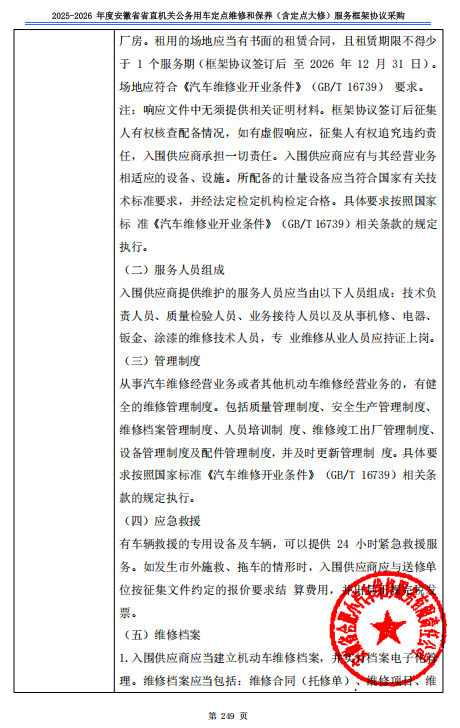 2025-2026 年度安徽省省直机关公务用车定点维修和保养（含定点大修）服务框架协议采购
厂房。租用的场地应当有书面的租赁合同，且租赁期限不得少
于 1 个服务期（框架协议签订后 至 2026 年 12 月 31 日）。
场地应符合《汽车维修业开业条件》（GB/T 16739） 要求。
注：响应文件中无须提供相关证明材料。框架协议签订后征集
人有权核查配备情况，如有虚假响应，征集人有权追究违约责
任，入围供应商承担一切责任。入围供应商应有与其经营业务
相适应的设备、设施。所配备的计量设备应当符合国家有关技
术标准要求，并经法定检定机构检定合格。具体要求按照国家
标 准《汽车维修业开业条件》（GB/T 16739）相关条款的规定
执行。
（二）服务人员组成
入围供应商提供维护的服务人员应当由以下人员组成：技术负
责人员、质量检验人员、业务接待人员以及从事机修、电器、
钣金、涂漆的维修技术人员，专 业维修从业人员应持证上岗。
（三）管理制度
从事汽车维修经营业务或者其他机动车维修经营业务的，有健
全的维修管理制度。包括质量管理制度、安全生产管理制度、
维修档案管理制度、人员培训制 度、维修竣工出厂管理制度、
设备管理制度及配件管理制度，并及时更新管理制 度。具体要
求按照国家标准《汽车维修开业条件》（GB/T 16739）相关条
款的规定执行。
（四）应急救援
有车辆救援的专用设备及车辆，可以提供 24 小时紧急救援服
务。如发生市外施救、拖车的情形时，入围供应商应与送修单
位按征集文件约定的报价要求结 算费用，并出具正规完税发
票。
（五）维修档案
1.入围供应商应当建立机动车维修档案，并实行档案电子化管
理。维修档案应当包括：维修合同（托修单）、维修项目、维
第 249 页